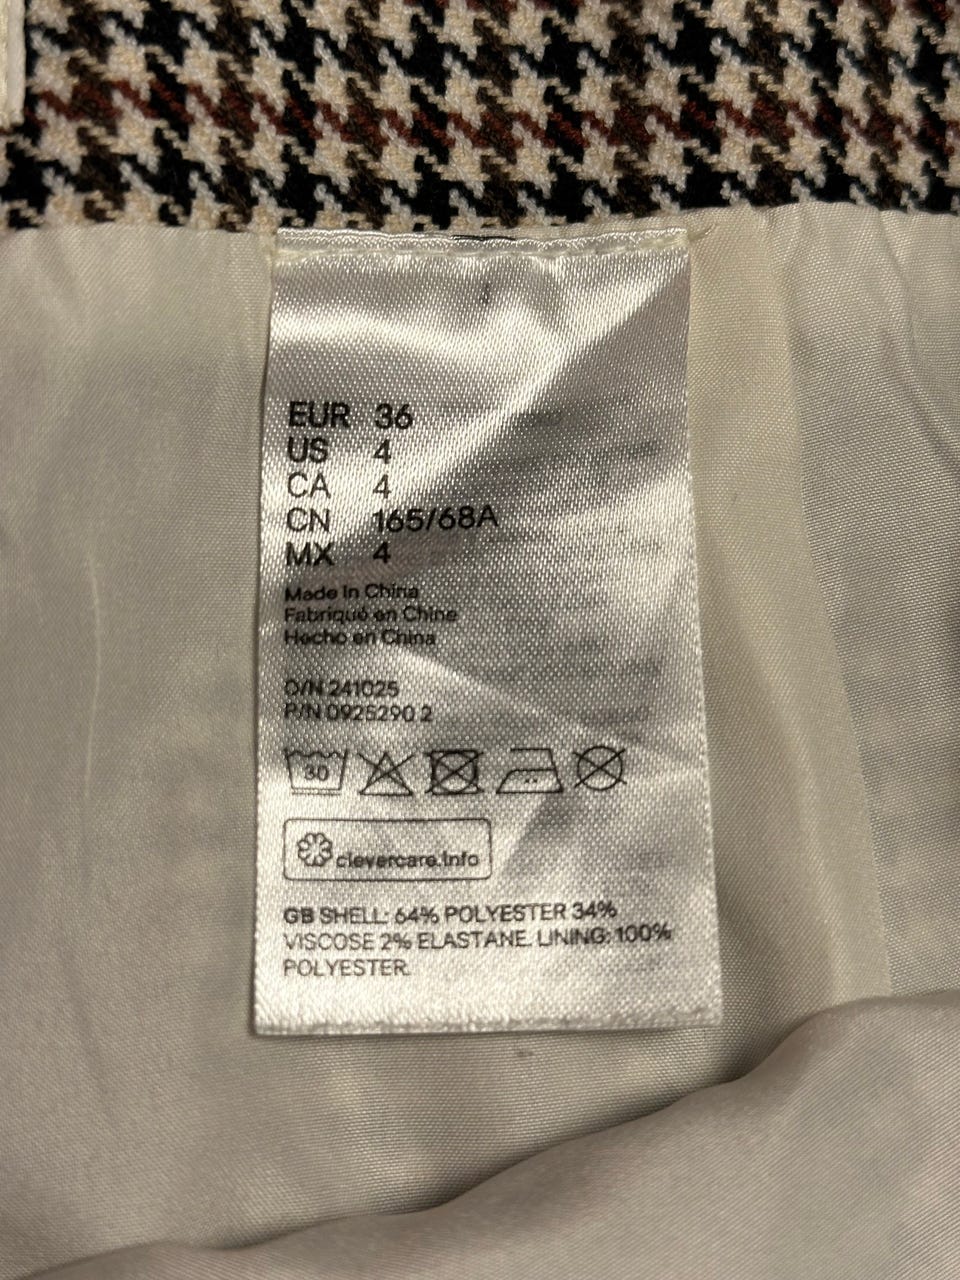 EUR 36
US 4
CA 4
CN 165/68A
MX 4
Made in China
Fabriqué en Chine
Hecho en China
O/N 241025
P/N 0925290 2
30
clevercare.info
GB SHELL: 64% POLYESTER 34%
VISCOSE 2% ELASTANE. LINING: 100%
POLYESTER.